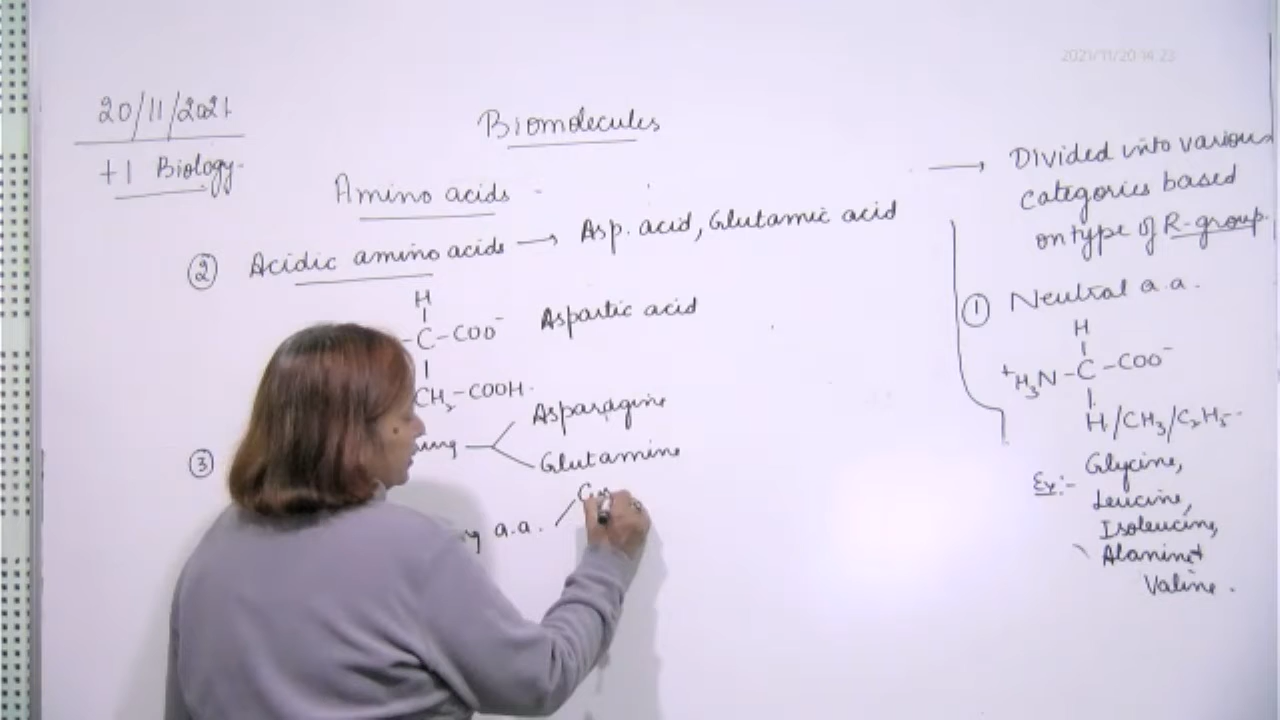 2021/11/20 14:23
20/11/2021
+1 Biology
Biomolecules
Amino acids -
② Acidic amino acids → Asp. acid, Glutamic acid
H
-C-COO⁻ Aspartic acid
CH₂-COOH.
③
Asparagine
Glutamine
a.a.
→ Divided into various
categories based
on type of R-group.
① Neutral a.a.
H
⁺H₃N-C-COO⁻
H/CH₃/C₂H₅-
Ex:- Glycine,
Leucine,
Isoleucine,
Alanine+
Valine.